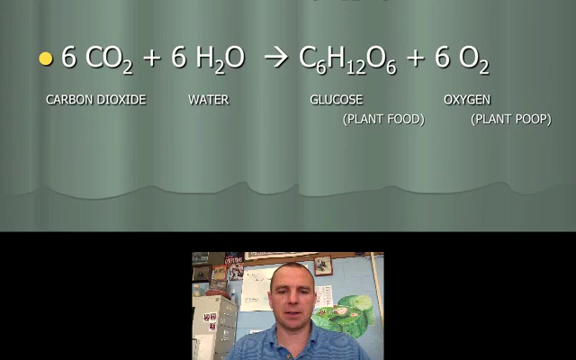 6 CO₂ + 6 H₂O → C₆H₁₂O₆ + 6 O₂
CARBON DIOXIDE WATER GLUCOSE OXYGEN
(PLANT FOOD) (PLANT POOP)